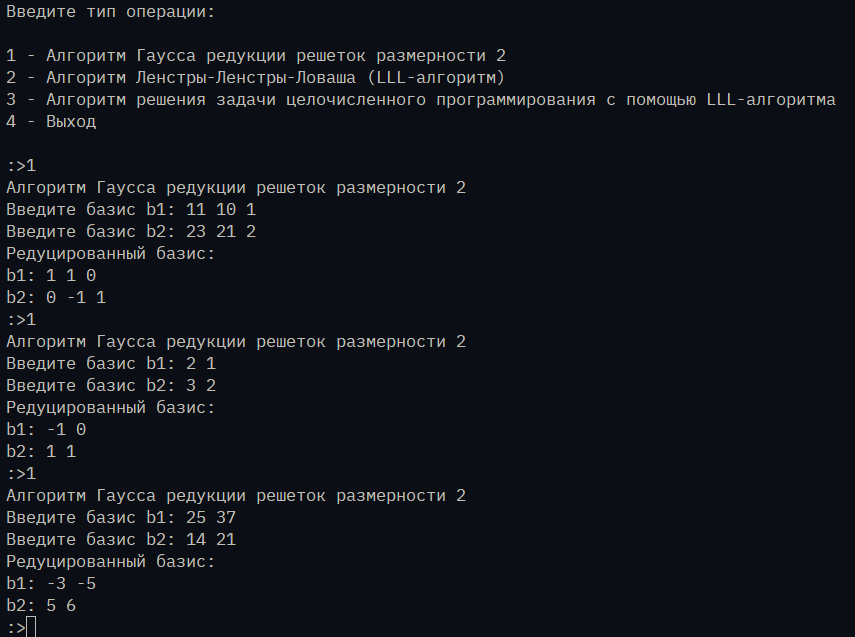 Введите тип операции:
1 - Алгоритм Гаусса редукции решеток размерности 2
2 - Алгоритм Ленстры-Ленстры-Ловаша (LLL-алгоритм)
3 - Алгоритм решения задачи целочисленного программирования с помощью LLL-алгоритма
4 - Выход
:>1
Алгоритм Гаусса редукции решеток размерности 2
Введите базис b1: 11 10 1
Введите базис b2: 23 21 2
Редуцированный базис:
b1: 1 1 0
b2: 0 -1 1
:>1
Алгоритм Гаусса редукции решеток размерности 2
Введите базис b1: 2 1
Введите базис b2: 3 2
Редуцированный базис:
b1: -1 0
b2: 1 1
:>1
Алгоритм Гаусса редукции решеток размерности 2
Введите базис b1: 25 37
Введите базис b2: 14 21
Редуцированный базис:
b1: -3 -5
b2: 5 6
:>